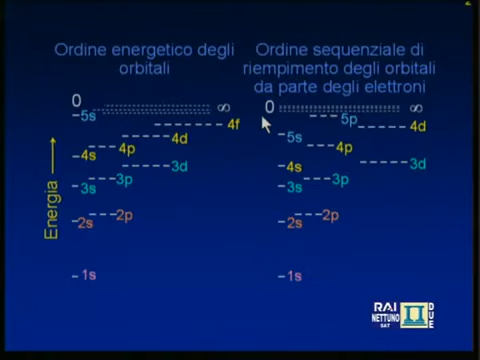 Ordine energetico degli
orbitali
Ordine sequenziale di
riempimento degli orbitali
da parte degli elettroni
0
∞
5s
4f
4d
4p
4s
3d
3p
3s
2s
2p
1s
Energia
0
∞
5p
4d
5s
4p
4s
3d
3p
3s
2s
2p
1s
RAI
NETTUNO
SAT
DUE